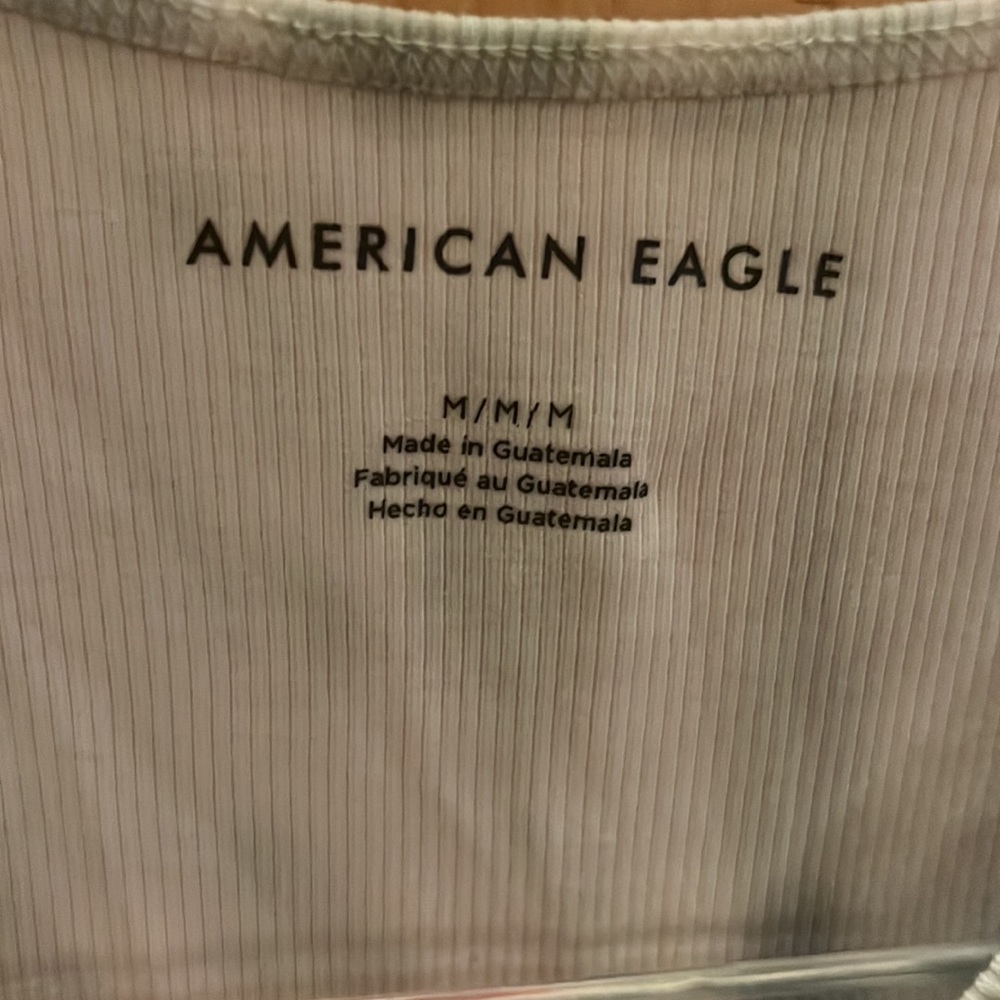 AMERICAN EAGLE
M/M/M
Made in Guatemala
Fabriqué au Guatemala
Hecho en Guatemala